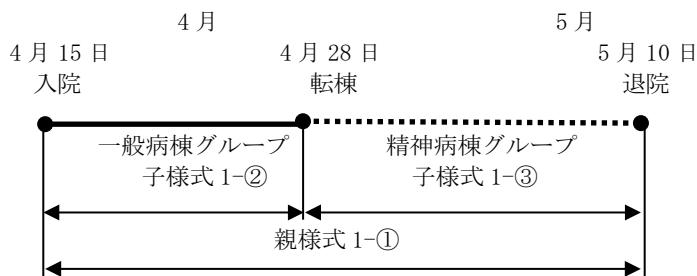 4月 5月
4月15日 4月28日 5月10日
入院 転棟 退院
一般病棟グループ 精神病棟グループ
子様式1-② 子様式1-③
親様式1-①